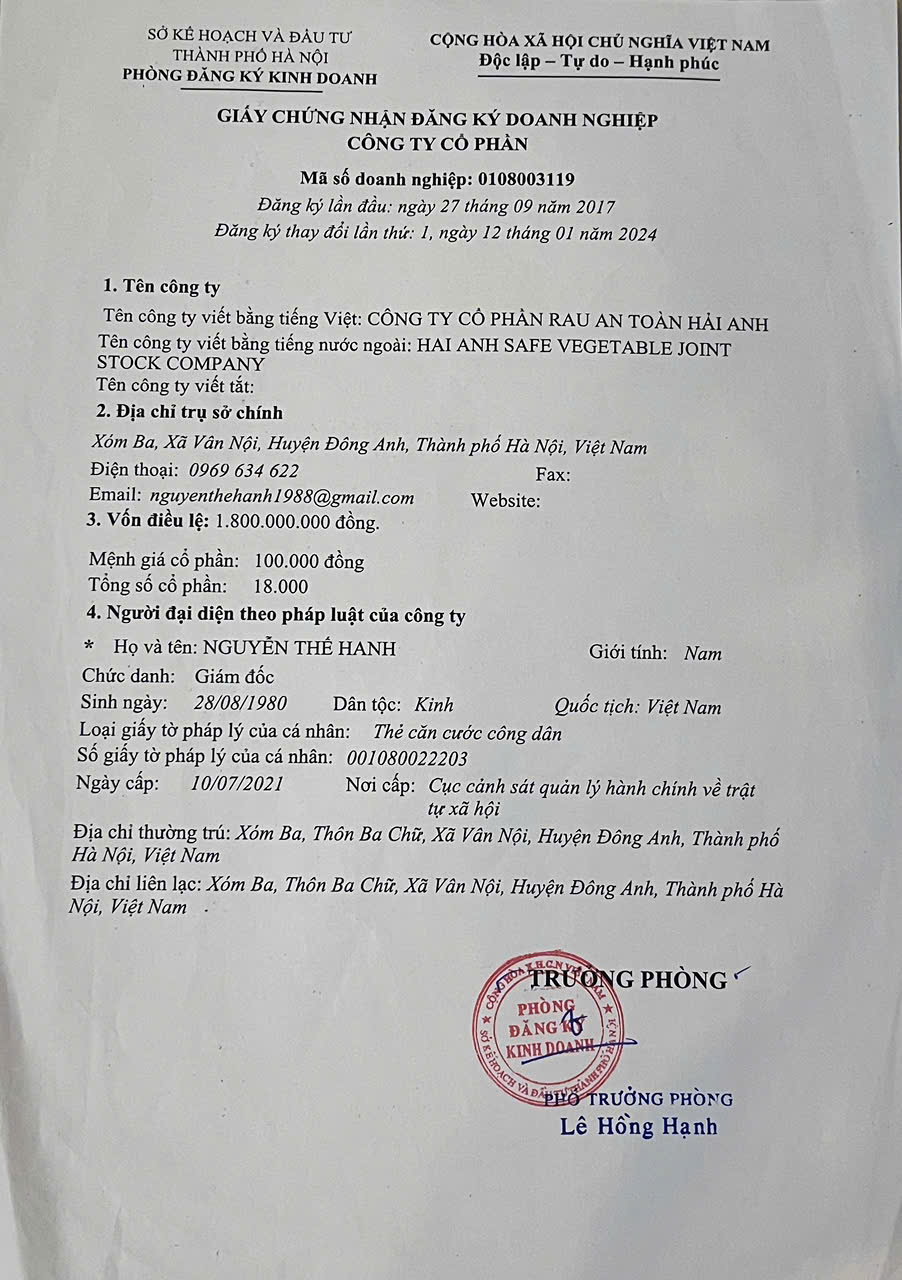 SỞ KẾ HOẠCH VÀ ĐẦU TƯ
THÀNH PHỐ HÀ NỘI
PHÒNG ĐĂNG KÝ KINH DOANH
CỘNG HÒA XÃ HỘI CHỦ NGHĨA VIỆT NAM
Độc lập – Tự do – Hạnh phúc
GIẤY CHỨNG NHẬN ĐĂNG KÝ DOANH NGHIỆP
CÔNG TY CỔ PHẦN
Mã số doanh nghiệp: 0108003119
Đăng ký lần đầu: ngày 27 tháng 09 năm 2017
Đăng ký thay đổi lần thứ: 1, ngày 12 tháng 01 năm 2024
1. Tên công ty
Tên công ty viết bằng tiếng Việt: CÔNG TY CỔ PHẦN RAU AN TOÀN HẢI ANH
Tên công ty viết bằng tiếng nước ngoài: HAI ANH SAFE VEGETABLE JOINT
STOCK COMPANY
Tên công ty viết tắt:
2. Địa chỉ trụ sở chính
Xóm Ba, Xã Vân Nội, Huyện Đông Anh, Thành phố Hà Nội, Việt Nam
Điện thoại: 0969 634 622 Fax:
Email: nguyenthehanh1988@gmail.com Website:
3. Vốn điều lệ: 1.800.000.000 đồng.
Mệnh giá cổ phần: 100.000 đồng
Tổng số cổ phần: 18.000
4. Người đại diện theo pháp luật của công ty
* Họ và tên: NGUYỄN THẾ HANH Giới tính: Nam
Chức danh: Giám đốc
Sinh ngày: 28/08/1980 Dân tộc: Kinh Quốc tịch: Việt Nam
Loại giấy tờ pháp lý của cá nhân: Thẻ căn cước công dân
Số giấy tờ pháp lý của cá nhân: 001080022203
Ngày cấp: 10/07/2021 Nơi cấp: Cục cảnh sát quản lý hành chính về trật
tự xã hội
Địa chỉ thường trú: Xóm Ba, Thôn Ba Chữ, Xã Vân Nội, Huyện Đông Anh, Thành phố
Hà Nội, Việt Nam
Địa chỉ liên lạc: Xóm Ba, Thôn Ba Chữ, Xã Vân Nội, Huyện Đông Anh, Thành phố Hà
Nội, Việt Nam
TRƯỞNG PHÒNG
CỘNG HÒA X.H.C.N VIỆT NAM
PHÒNG
ĐĂNG KÝ
KINH DOANH
SỞ KẾ HOẠCH VÀ ĐẦU TƯ THÀNH PHỐ HÀ NỘI
PHÓ TRƯỞNG PHÒNG
Lê Hồng Hạnh